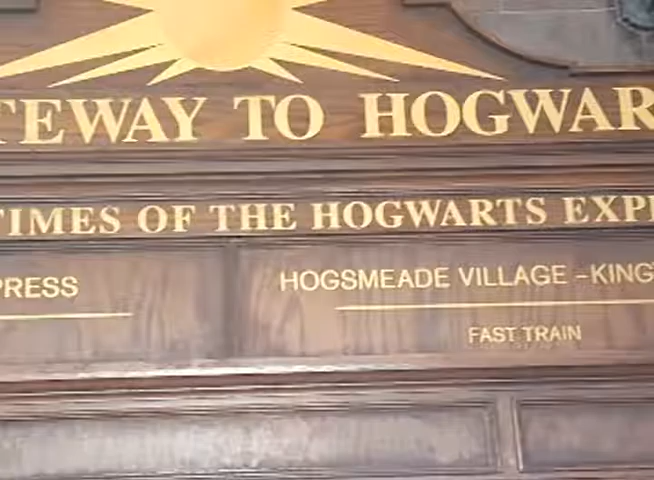 TEWAY TO HOGWAR
TIMES OF THE HOGWARTS EXP
PRESS
HOGSMEADE VILLAGE –KING'
FAST TRAIN